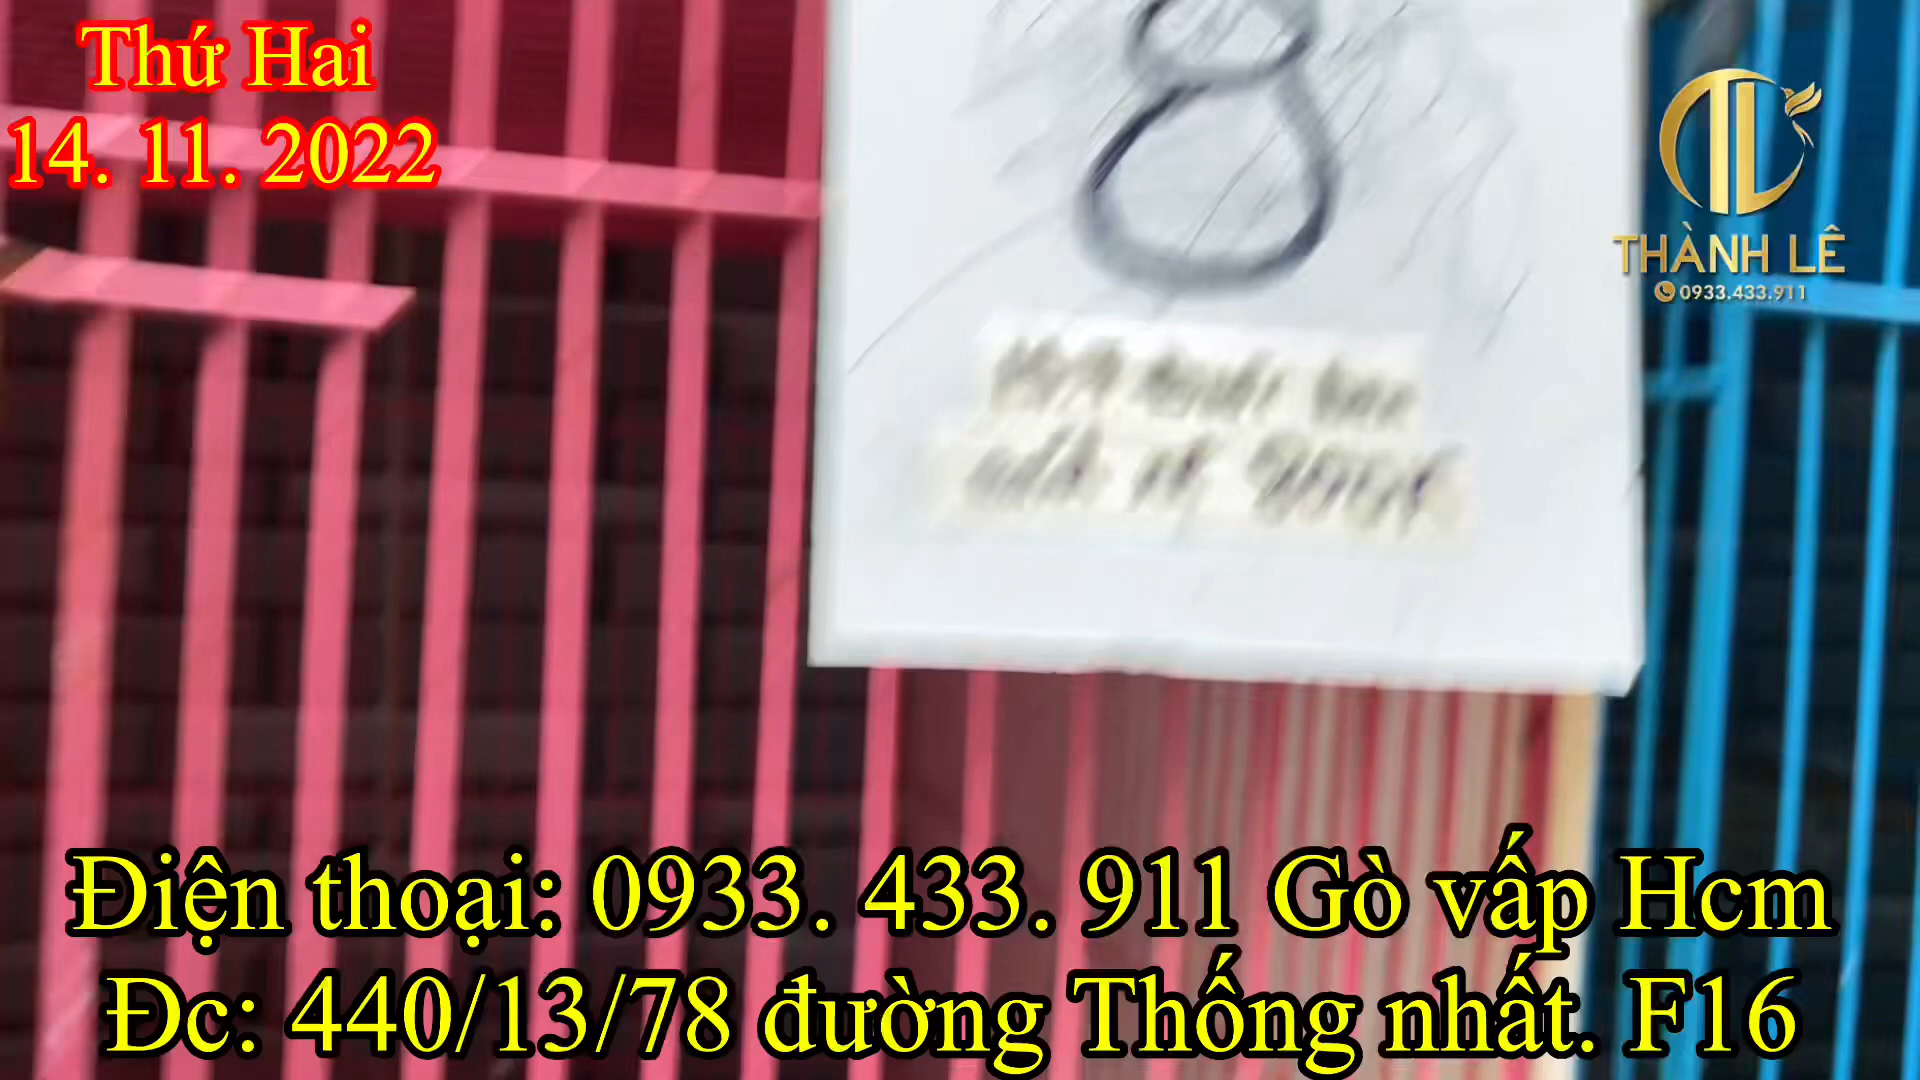 Thứ Hai
14. 11. 2022
8
THÀNH LÊ
0933.433.911
Điện thoại: 0933. 433. 911 Gò vấp Hcm
Đc: 440/13/78 đường Thống nhất. F16